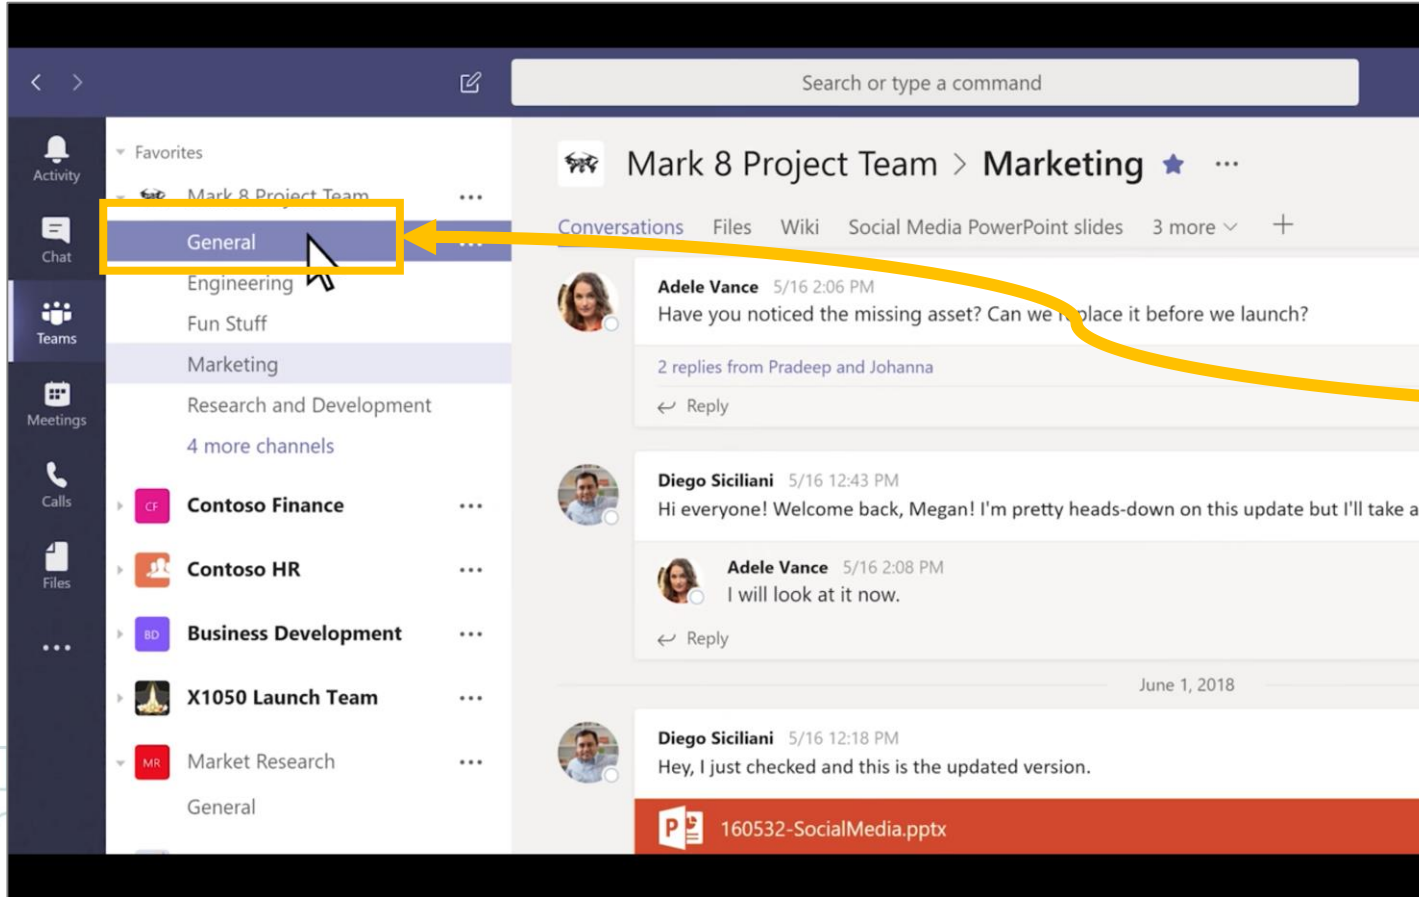 Search or type a command
Activity
Chat
Teams
Meetings
Calls
Files
Favorites
Mark 8 Project Team
General
Engineering
Fun Stuff
Marketing
Research and Development
4 more channels
CF Contoso Finance
Contoso HR
BD Business Development
X1050 Launch Team
MR Market Research
General
Mark 8 Project Team > Marketing
Conversations Files Wiki Social Media PowerPoint slides 3 more
Adele Vance 5/16 2:06 PM
Have you noticed the missing asset? Can we replace it before we launch?
2 replies from Pradeep and Johanna
Reply
Diego Siciliani 5/16 12:43 PM
Hi everyone! Welcome back, Megan! I'm pretty heads-down on this update but I'll take a
Adele Vance 5/16 2:08 PM
I will look at it now.
Reply
June 1, 2018
Diego Siciliani 5/16 12:18 PM
Hey, I just checked and this is the updated version.
160532-SocialMedia.pptx